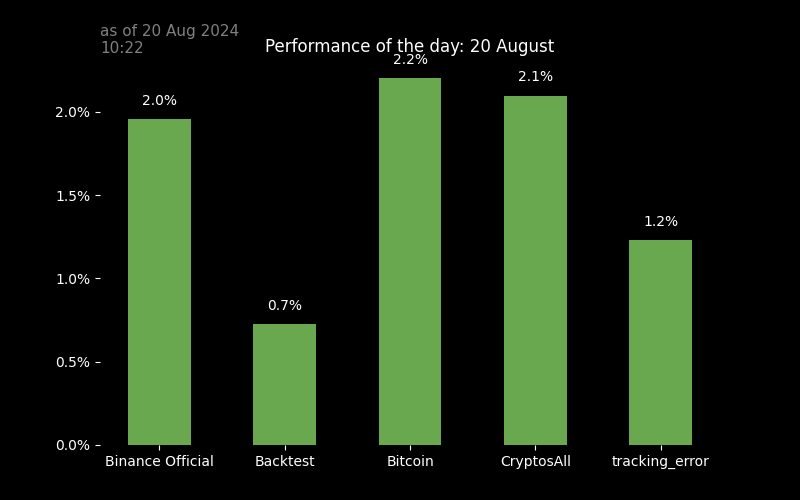 as of 20 Aug 2024
10:22
Performance of the day: 20 August
2.2%
2.1%
2.0%
2.0%
1.5%
1.2%
1.0%
0.7%
0.5%
0.0%
Binance Official
Backtest
Bitcoin
CryptosAll
tracking_error